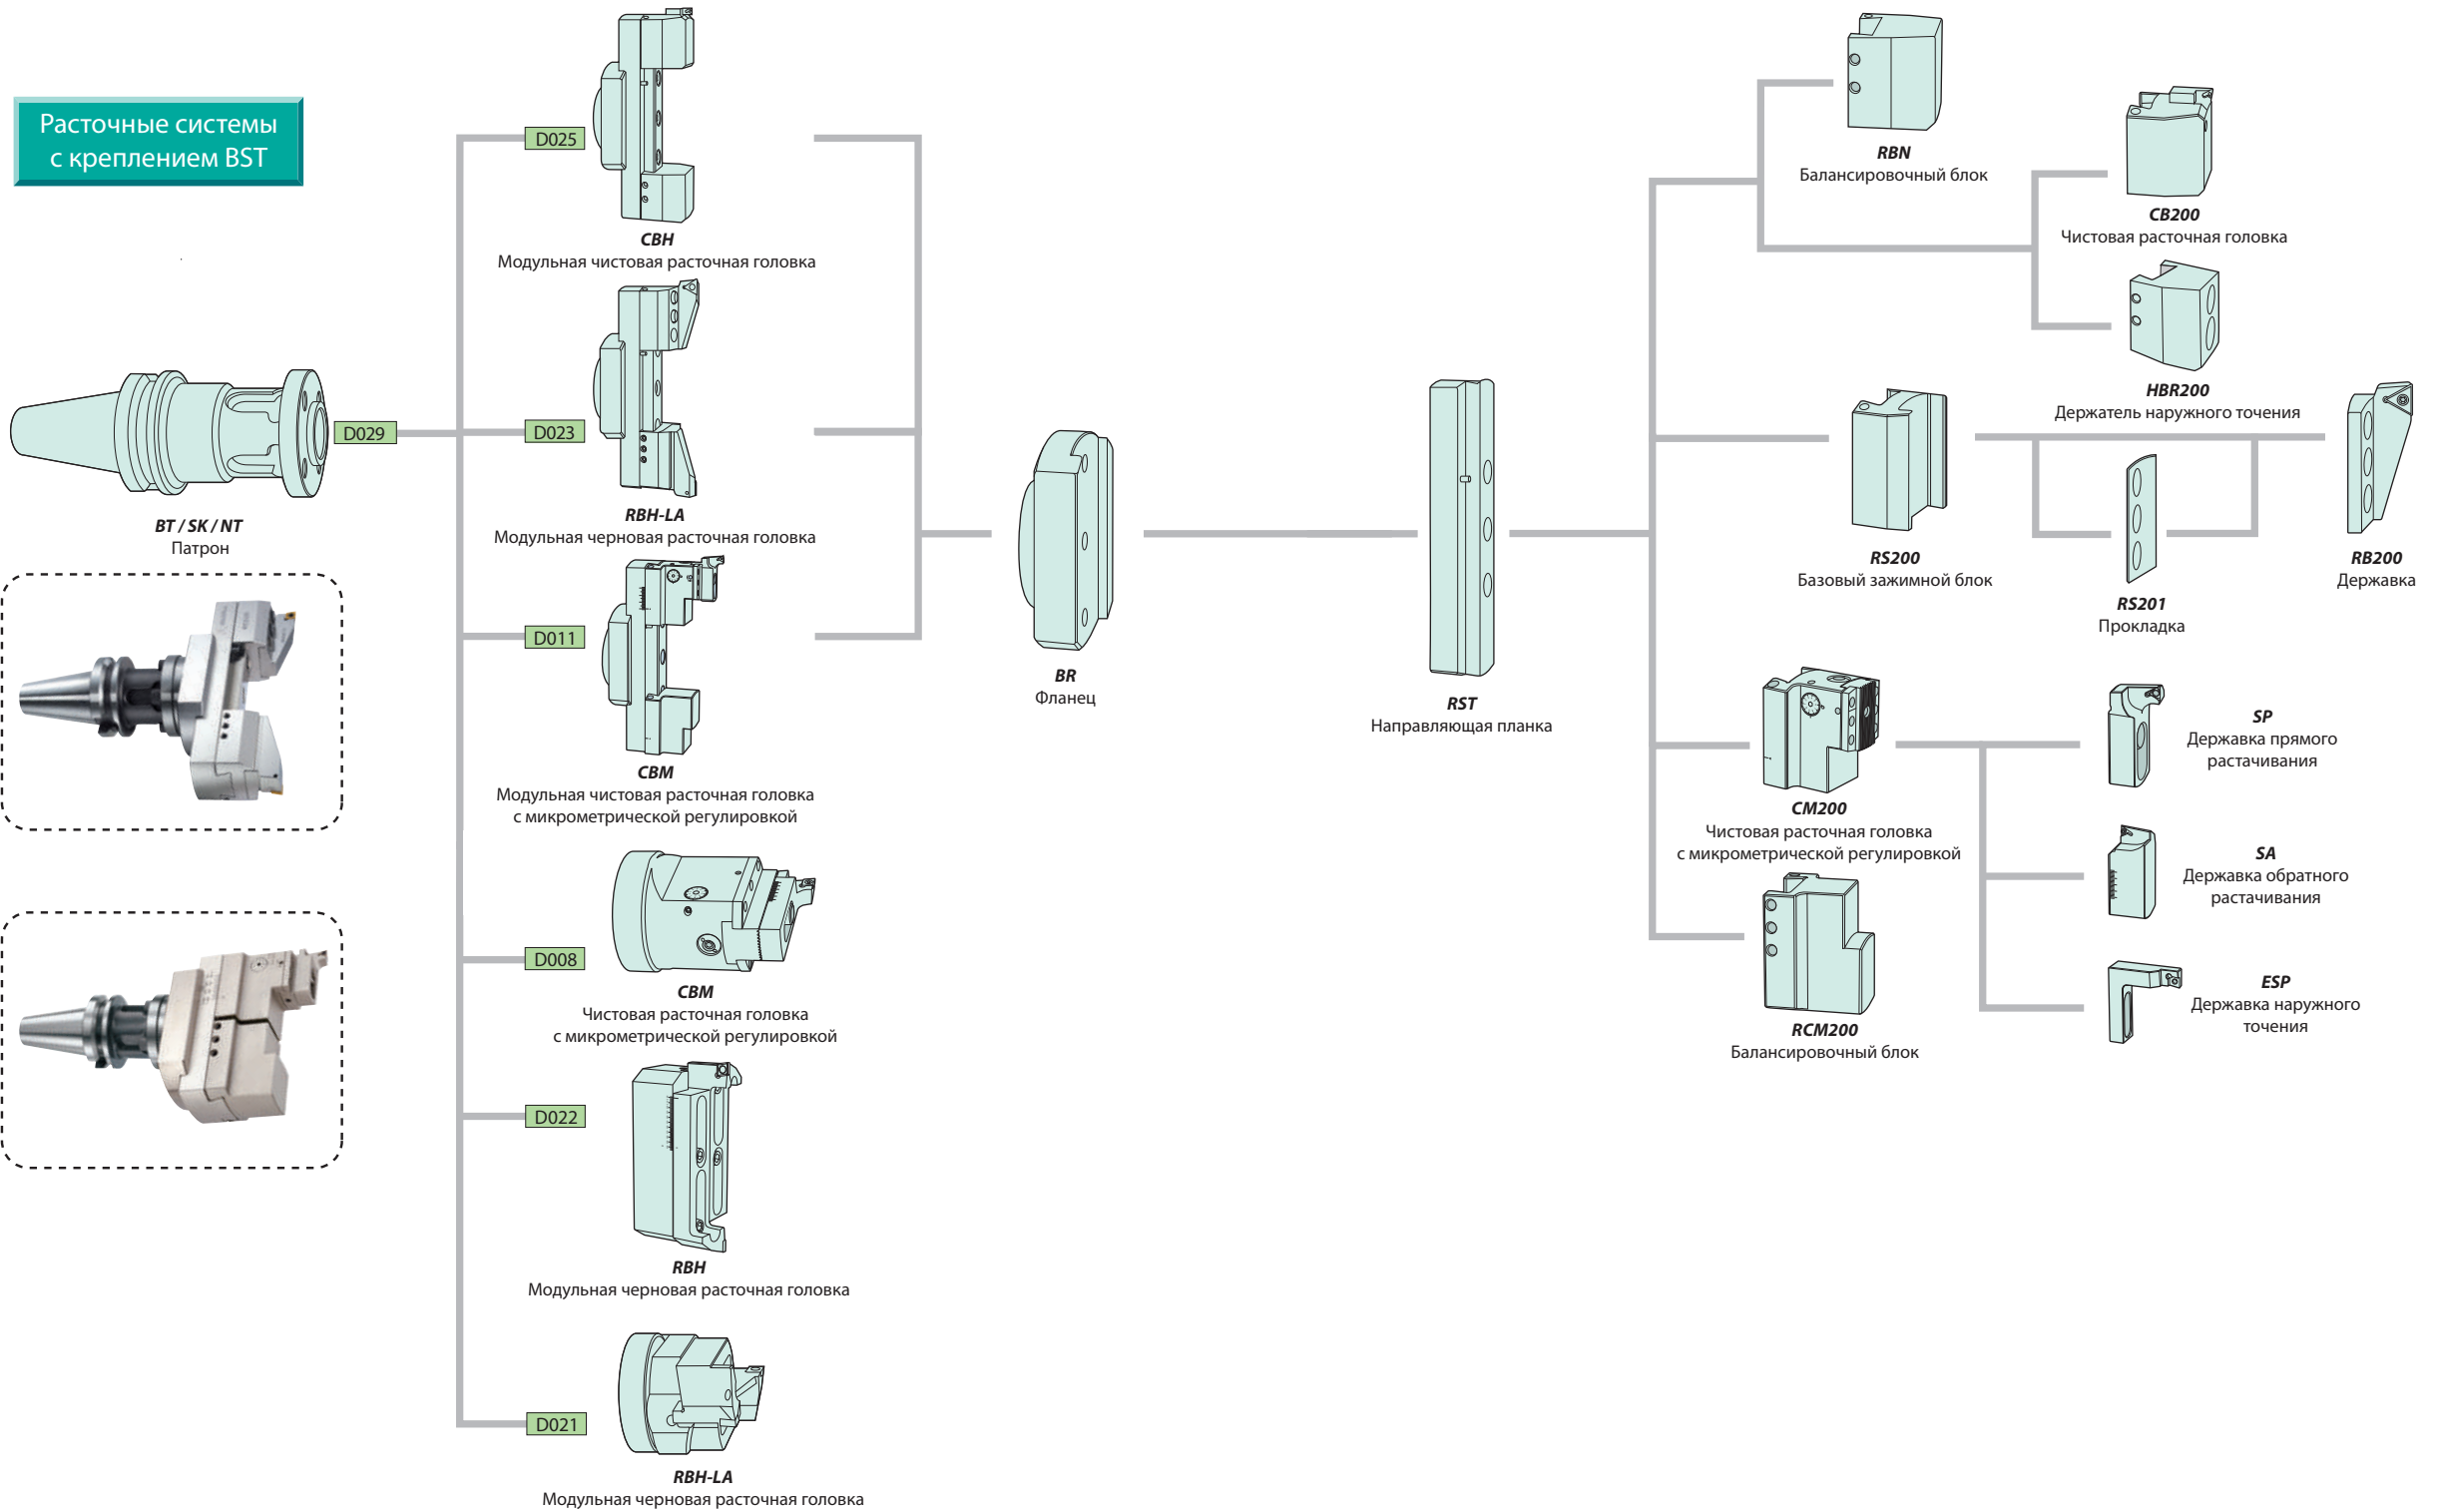 Расточные системы
с креплением BST
D029
BT / SK / NT
Патрон
D025
CBH
Модульная чистовая расточная головка
D023
RBH-LA
Модульная черновая расточная головка
D011
CBM
Модульная чистовая расточная головка
с микрометрической регулировкой
D008
CBM
Чистовая расточная головка
с микрометрической регулировкой
D022
RBH
Модульная черновая расточная головка
D021
RBH-LA
Модульная черновая расточная головка
BR
Фланец
RST
Направляющая планка
RBN
Балансировочный блок
CB200
Чистовая расточная головка
HBR200
Держатель наружного точения
RS200
Базовый зажимной блок
RS201
Прокладка
RB200
Державка
CM200
Чистовая расточная головка
с микрометрической регулировкой
RCM200
Балансировочный блок
SP
Державка прямого
растачивания
SA
Державка обратного
растачивания
ESP
Державка наружного
точения